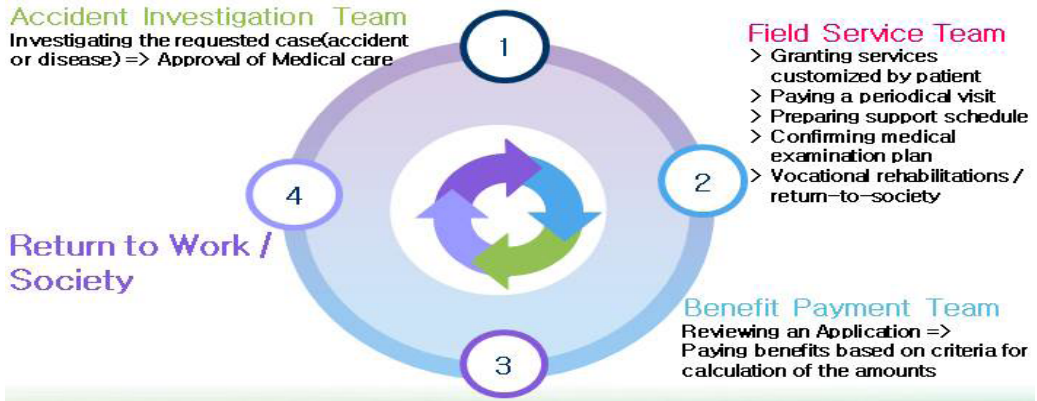 Accident Investigation Team
Investigating the requested case(accident
or disease) => Approval of Medical care
1
Field Service Team
> Granting services
customized by patient
> Paying a periodical visit
> Preparing support schedule
> Confirming medical
examination plan
> Vocational rehabilitations /
return-to-society
2
4
Return to Work /
Society
Benefit Payment Team
Reviewing an Application =>
Paying benefits based on criteria for
calculation of the amounts
3